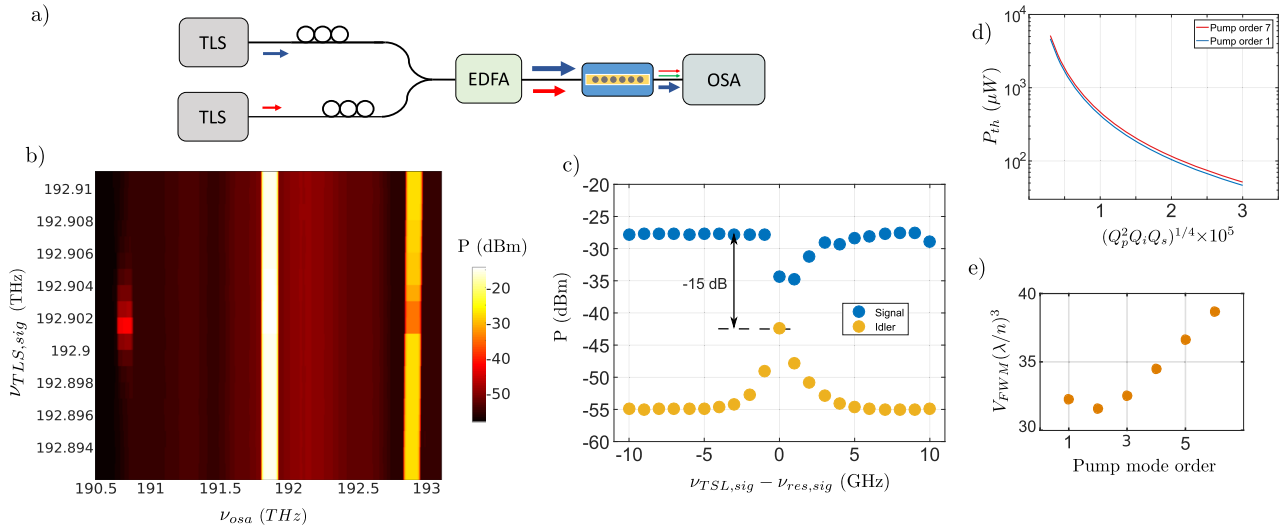 a)
TLS
TLS
EDFA
OSA
b)
192.91
192.908
192.906
192.904
192.902
192.9
192.898
192.896
192.894
ν_{TLS,sig} (THz)
190.5 191 191.5 192 192.5 193
ν_{osa} (THz)
P (dBm)
-20
-30
-40
-50
c)
-20
-25
-30
-35
-40
-45
-50
-55
-60
P (dBm)
-15 dB
Signal
Idler
-10 -5 0 5 10
ν_{TSL,sig} − ν_{res,sig} (GHz)
d)
10^4
10^3
10^2
P_{th} (μW)
Pump order 7
Pump order 1
1 2 3
(Q_p^2Q_iQ_s)^{1/4}×10^5
e)
40
35
30
V_{FWM}(λ/n)^3
1 3 5
Pump mode order